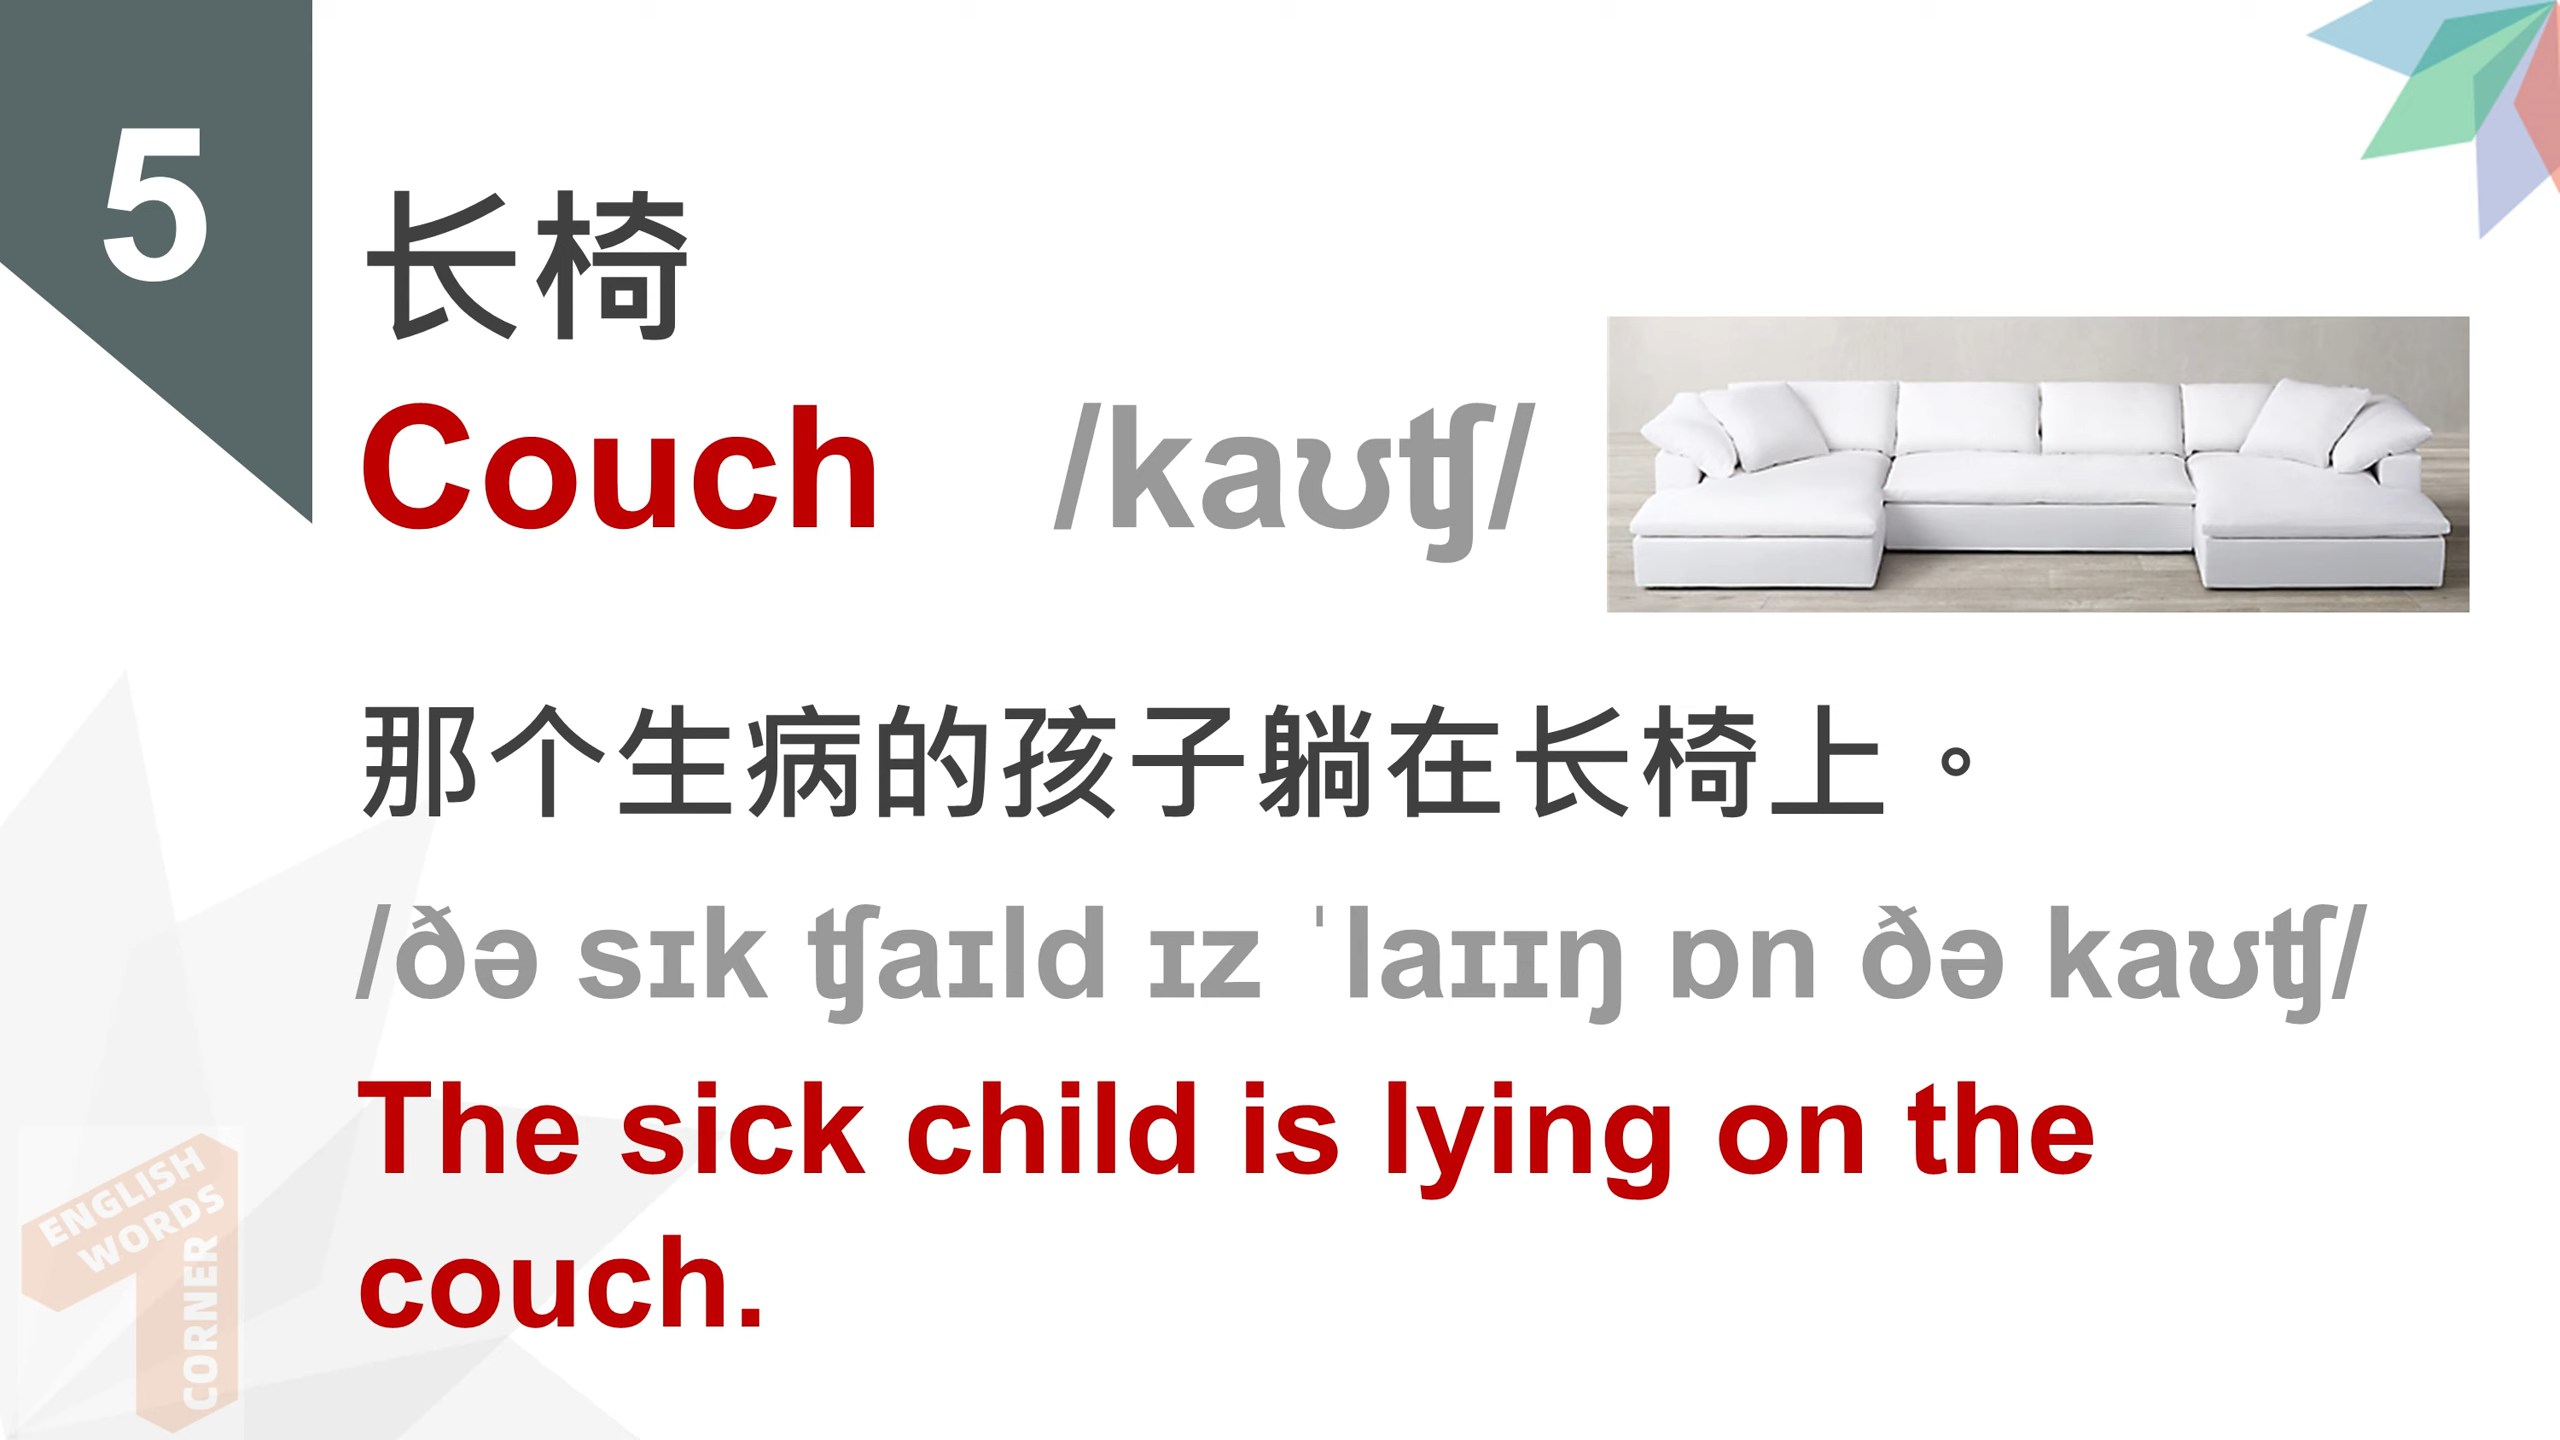 5
长椅
Couch /kaʊʧ/
那个生病的孩子躺在长椅上。
/ðə sɪk ʧaɪld ɪz ˈlaɪɪŋ ɒn ðə kaʊʧ/
The sick child is lying on the
couch.
ENGLISH
WORDS
CORNER